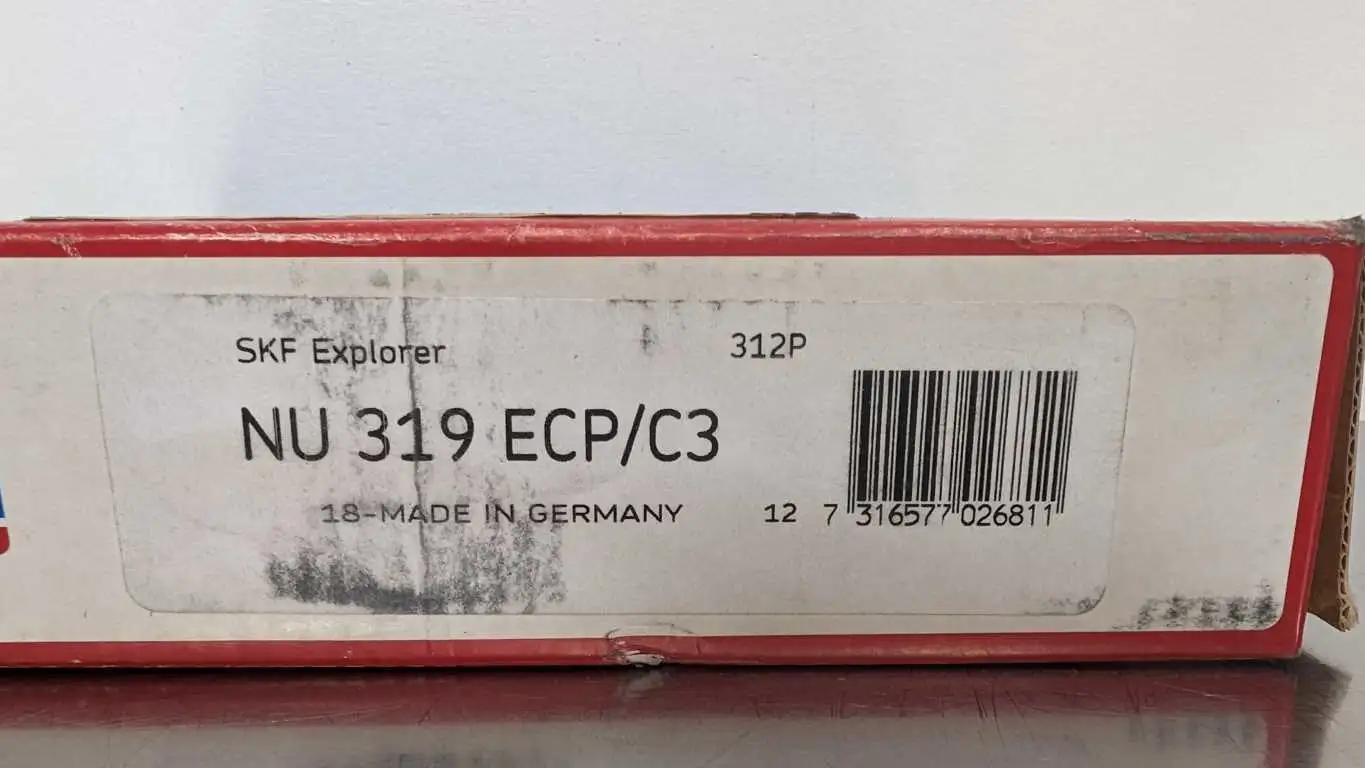 SKF Explorer 312P
NU 319 ECP/C3
18-MADE IN GERMANY 12 7 316577 026811